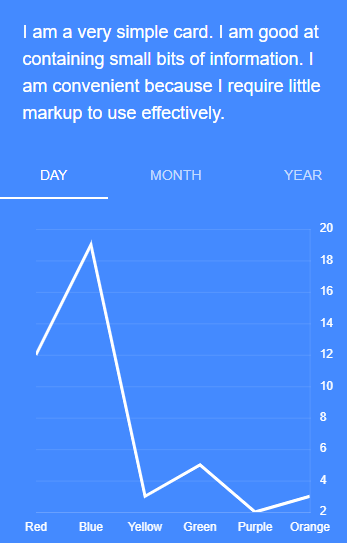 I am a very simple card. I am good at
containing small bits of information. I
am convenient because I require little
markup to use effectively.
DAY MONTH YEAR
20
18
16
14
12
10
8
6
4
2
Red Blue Yellow Green Purple Orange